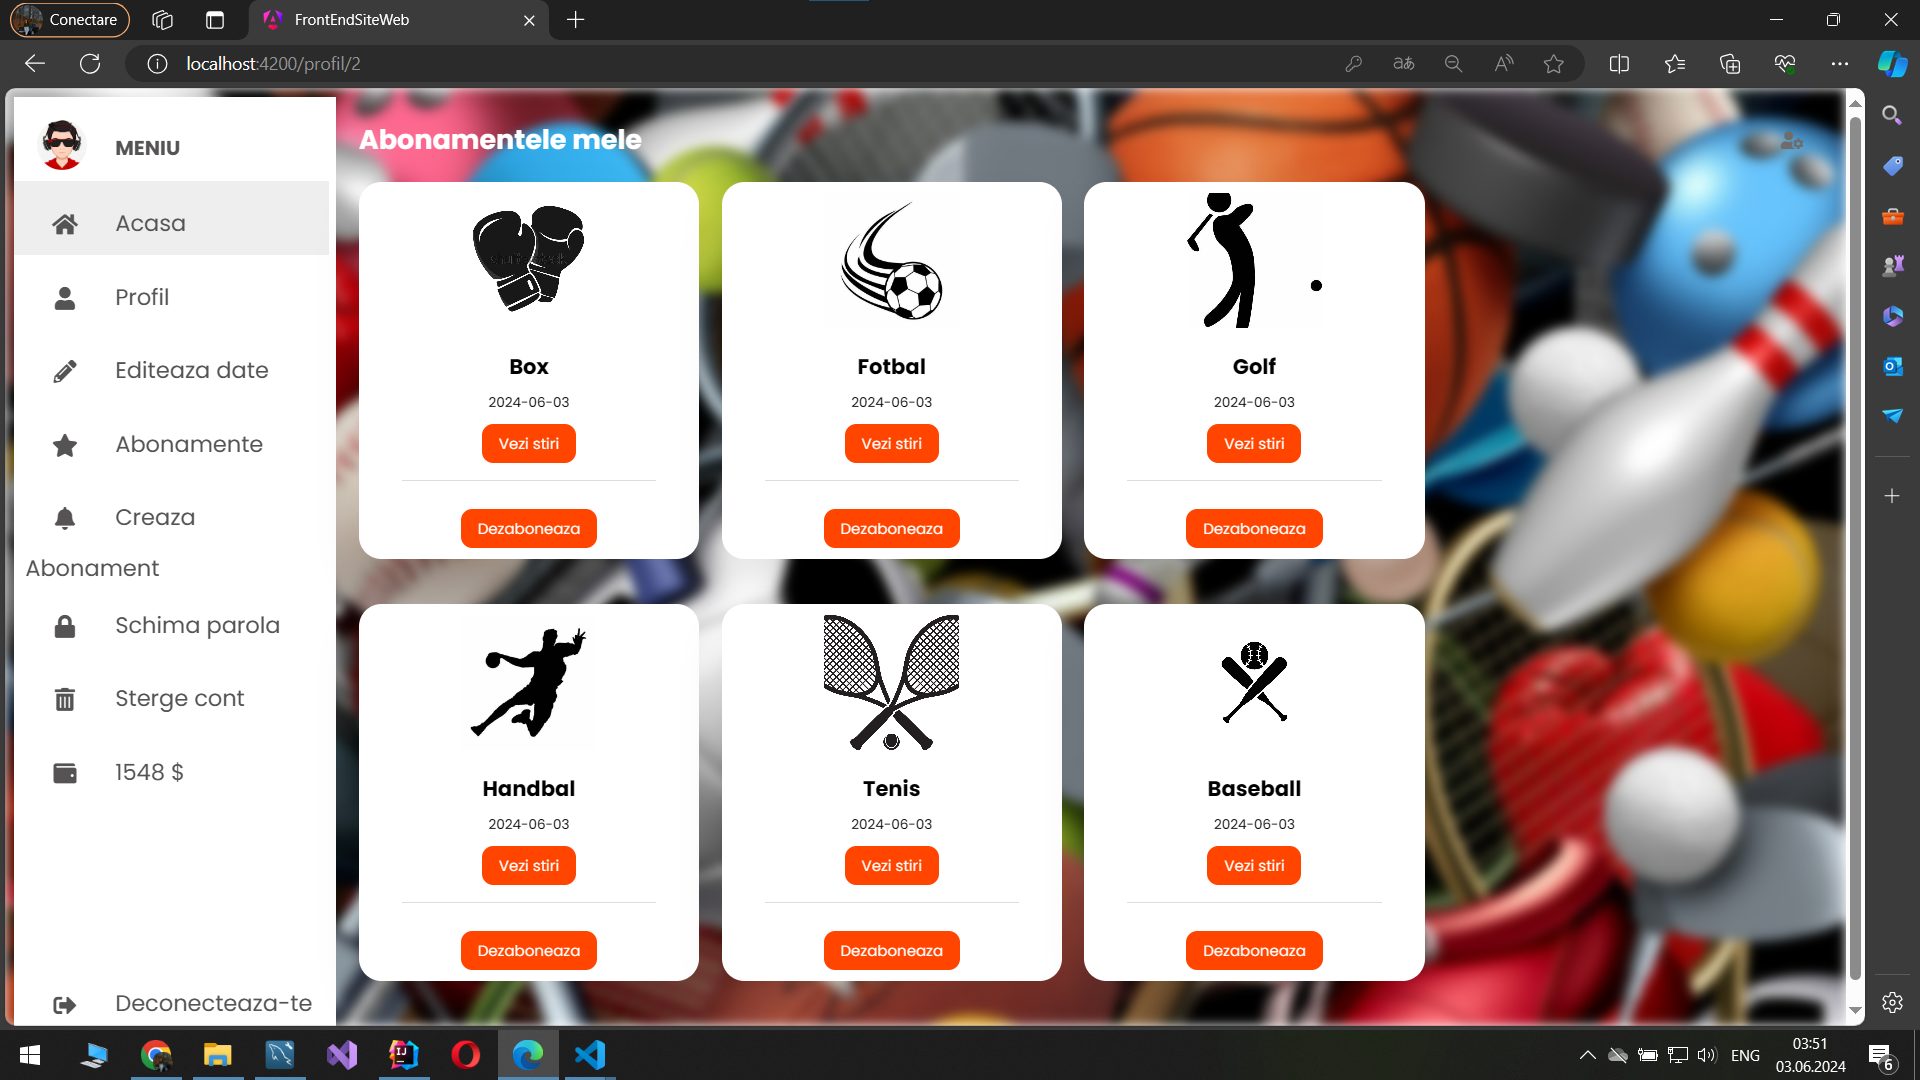 Conectare
FrontEndSiteWeb
localhost:4200/profil/2
aあ
MENIU
Acasa
Profil
Editeaza date
Abonamente
Creaza
Abonament
Schima parola
Sterge cont
1548 $
Deconecteaza-te
Abonamentele mele
Box
2024-06-03
Vezi stiri
Dezaboneaza
Fotbal
2024-06-03
Vezi stiri
Dezaboneaza
Golf
2024-06-03
Vezi stiri
Dezaboneaza
Handbal
2024-06-03
Vezi stiri
Dezaboneaza
Tenis
2024-06-03
Vezi stiri
Dezaboneaza
Baseball
2024-06-03
Vezi stiri
Dezaboneaza
ENG
03:51
03.06.2024
6